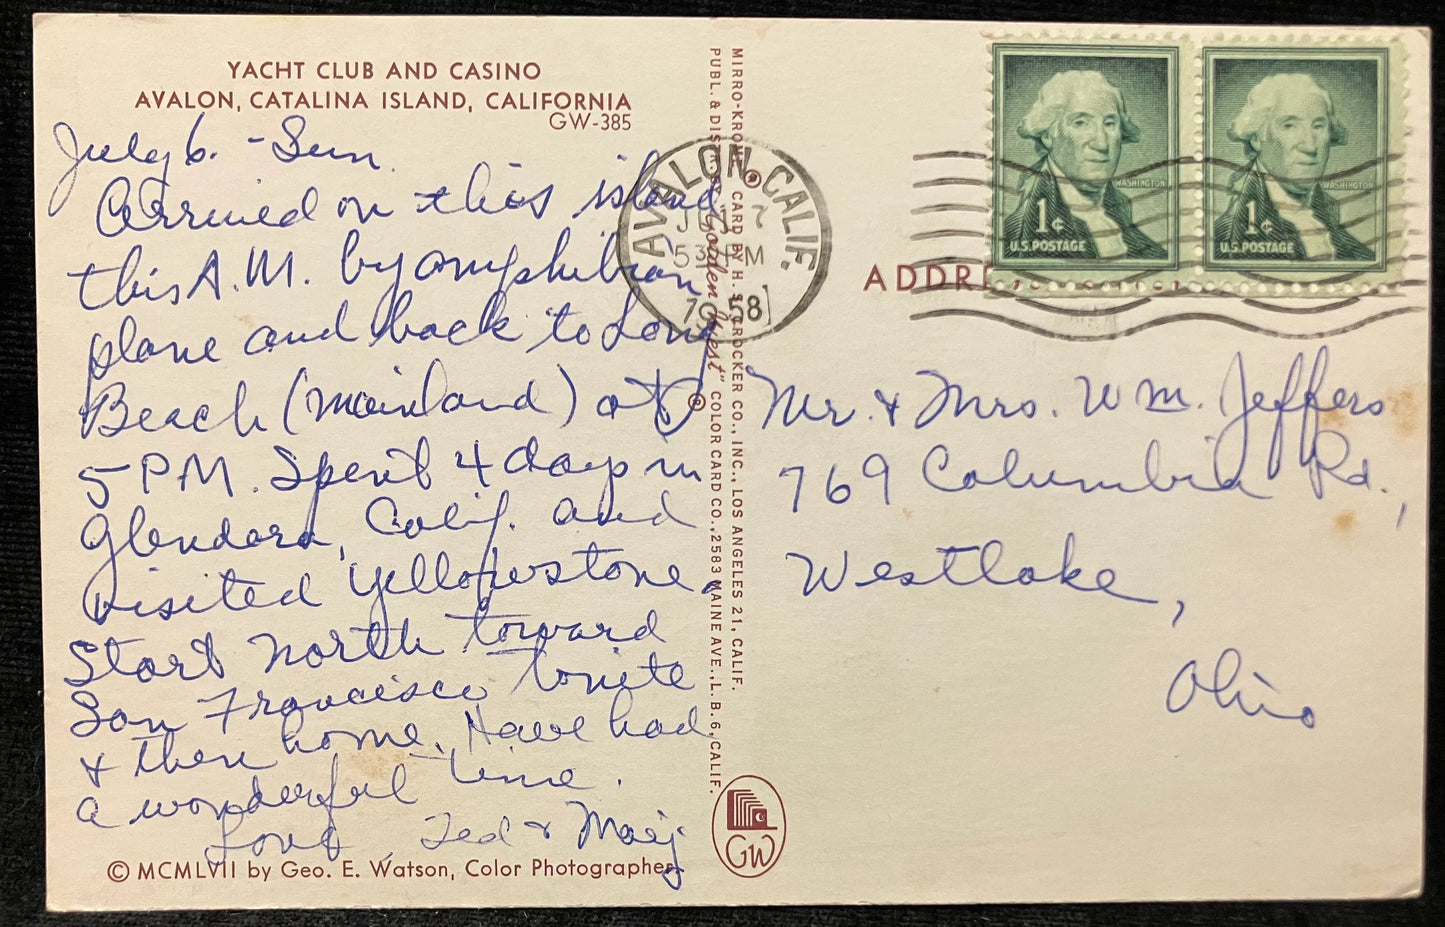 YACHT CLUB AND CASINO
AVALON, CATALINA ISLAND, CALIFORNIA
GW-385
July 6. - Sun
Arrived on this island
this A.M. by amphibian
plane and back to Long
Beach (mainland) at
5 PM. Spent 4 days in
Glendora, Calif. and
visited Yellowstone.
Start north toward
San Francisco tonite
& then home. Have had
a wonderful time.
Love, Ted & Marj
© MCMLVII by Geo. E. Watson, Color Photographer.
MIRRO-KROME ® CARD BY H. S. CROCKER CO., INC., LOS ANGELES 21, CALIF.
PUBL. & DIST. BY "Golden West" ® COLOR CARD CO., 2583 MAINE AVE., L. B. 6, CALIF.
GW
AVALON, CALIF.
7
PM
1958
1¢
U.S. POSTAGE
WASHINGTON
1¢
U.S. POSTAGE
WASHINGTON
ADDRESS
Mr. & Mrs. Wm. Jeffers
769 Columbia Rd.,
Westlake,
Ohio